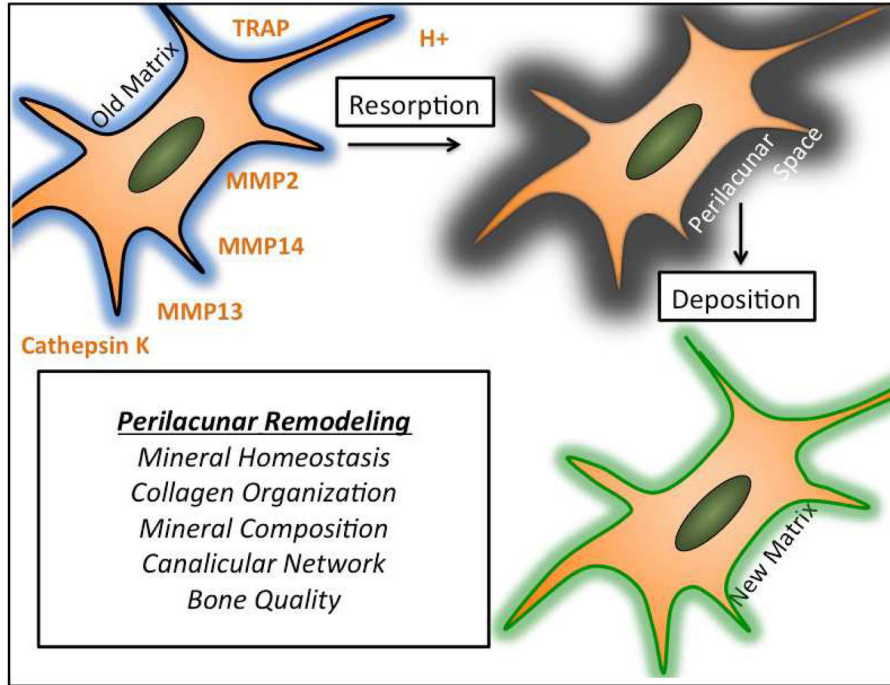 TRAP
H+
Old Matrix
Resorption
MMP2
MMP14
MMP13
Cathepsin K
Perilacunar
Space
Deposition
New Matrix
Perilacunar Remodeling
Mineral Homeostasis
Collagen Organization
Mineral Composition
Canalicular Network
Bone Quality